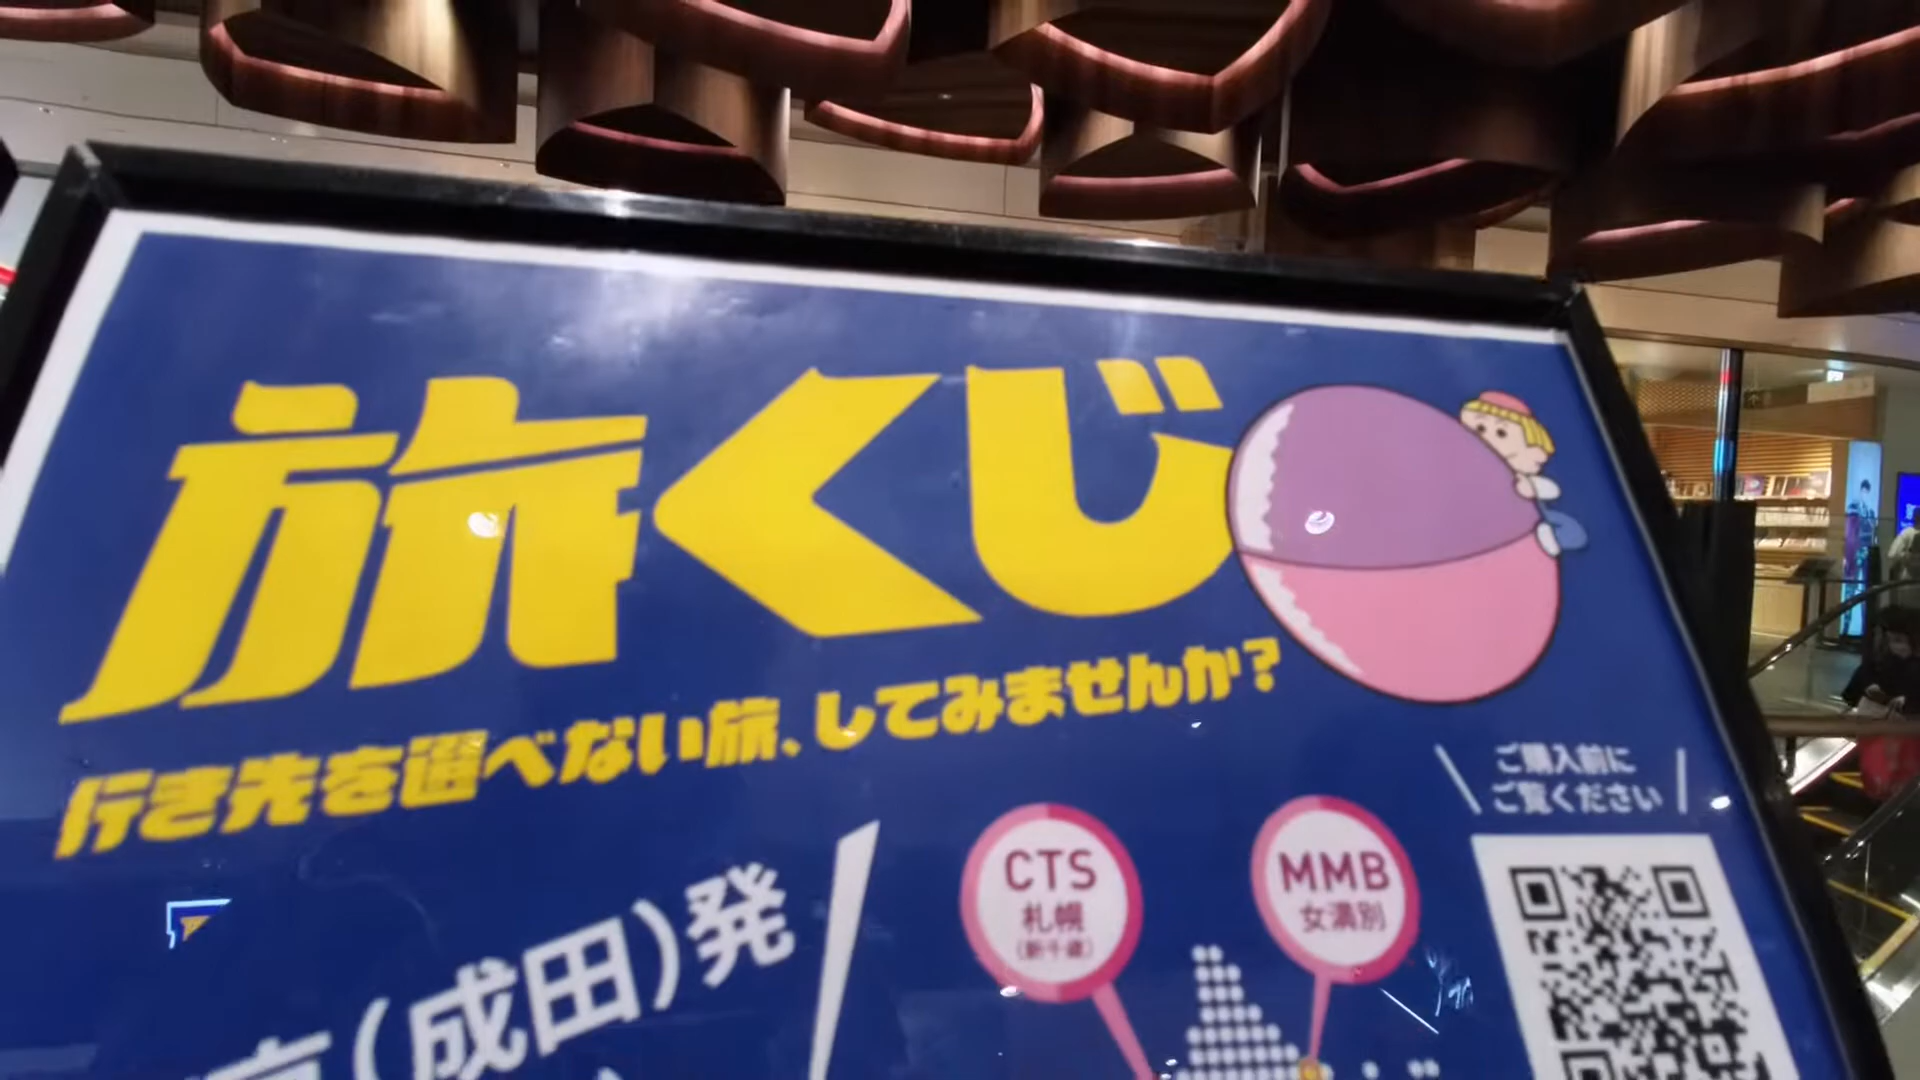 旅くじ
行き先を選べない旅、してみませんか?
ご購入前に
ご覧ください
京(成田)発
CTS
札幌
(新千歳)
MMB
女満別